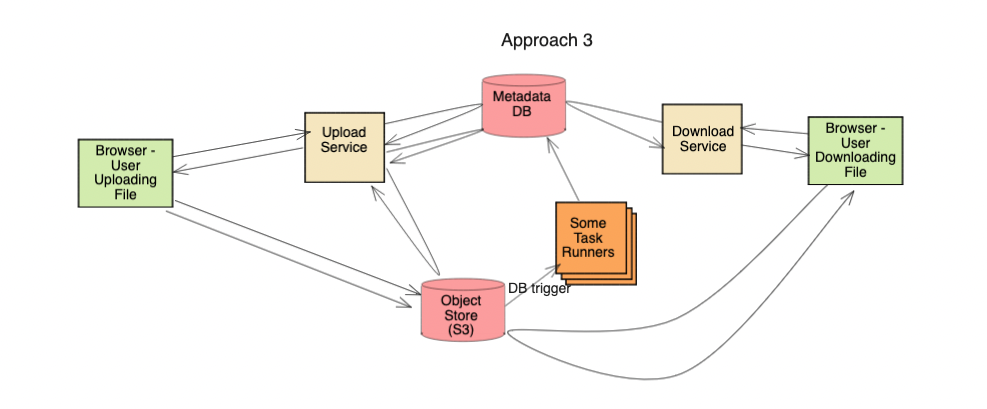 Approach 3
Metadata
DB
Upload
Service
Download
Service
Browser -
User
Uploading
File
Browser -
User
Downloading
File
Some
Task
Runners
DB trigger
Object
Store
(S3)